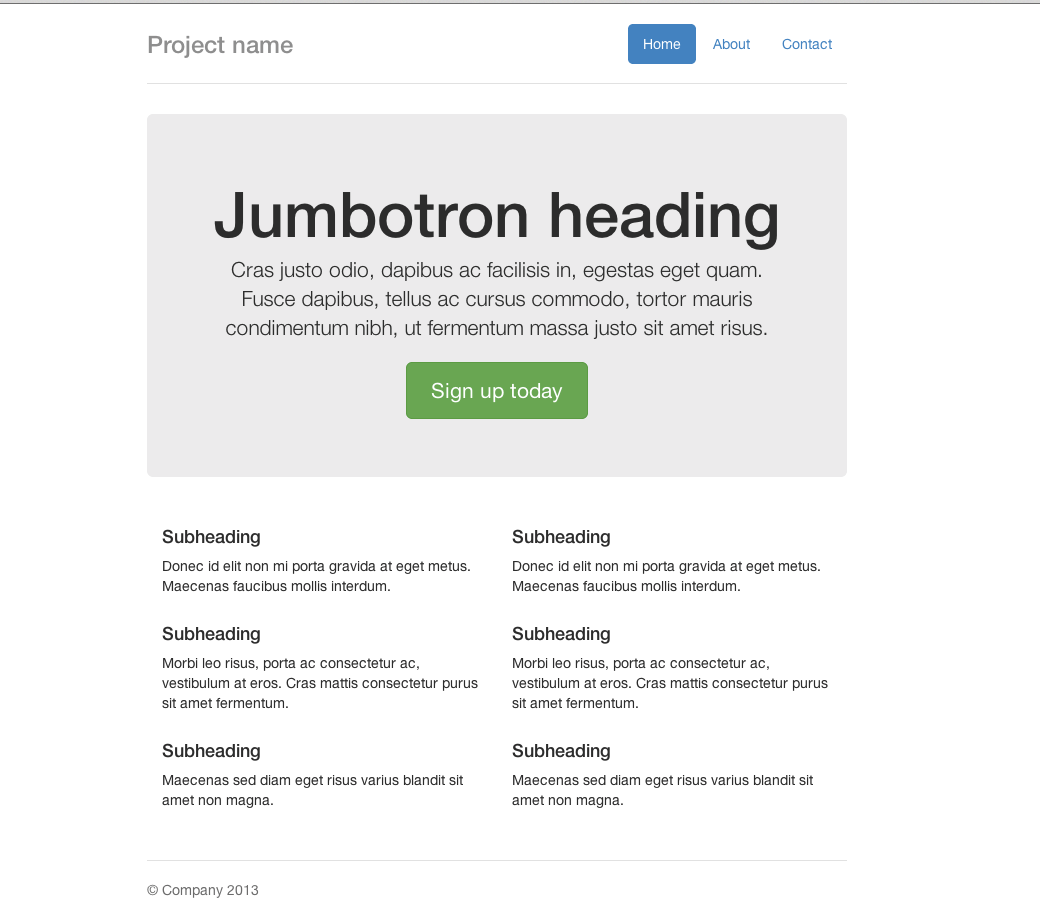 Project name
Home About Contact
Jumbotron heading
Cras justo odio, dapibus ac facilisis in, egestas eget quam.
Fusce dapibus, tellus ac cursus commodo, tortor mauris
condimentum nibh, ut fermentum massa justo sit amet risus.
Sign up today
Subheading
Donec id elit non mi porta gravida at eget metus.
Maecenas faucibus mollis interdum.
Subheading
Morbi leo risus, porta ac consectetur ac,
vestibulum at eros. Cras mattis consectetur purus
sit amet fermentum.
Subheading
Maecenas sed diam eget risus varius blandit sit
amet non magna.
Subheading
Donec id elit non mi porta gravida at eget metus.
Maecenas faucibus mollis interdum.
Subheading
Morbi leo risus, porta ac consectetur ac,
vestibulum at eros. Cras mattis consectetur purus
sit amet fermentum.
Subheading
Maecenas sed diam eget risus varius blandit sit
amet non magna.
© Company 2013